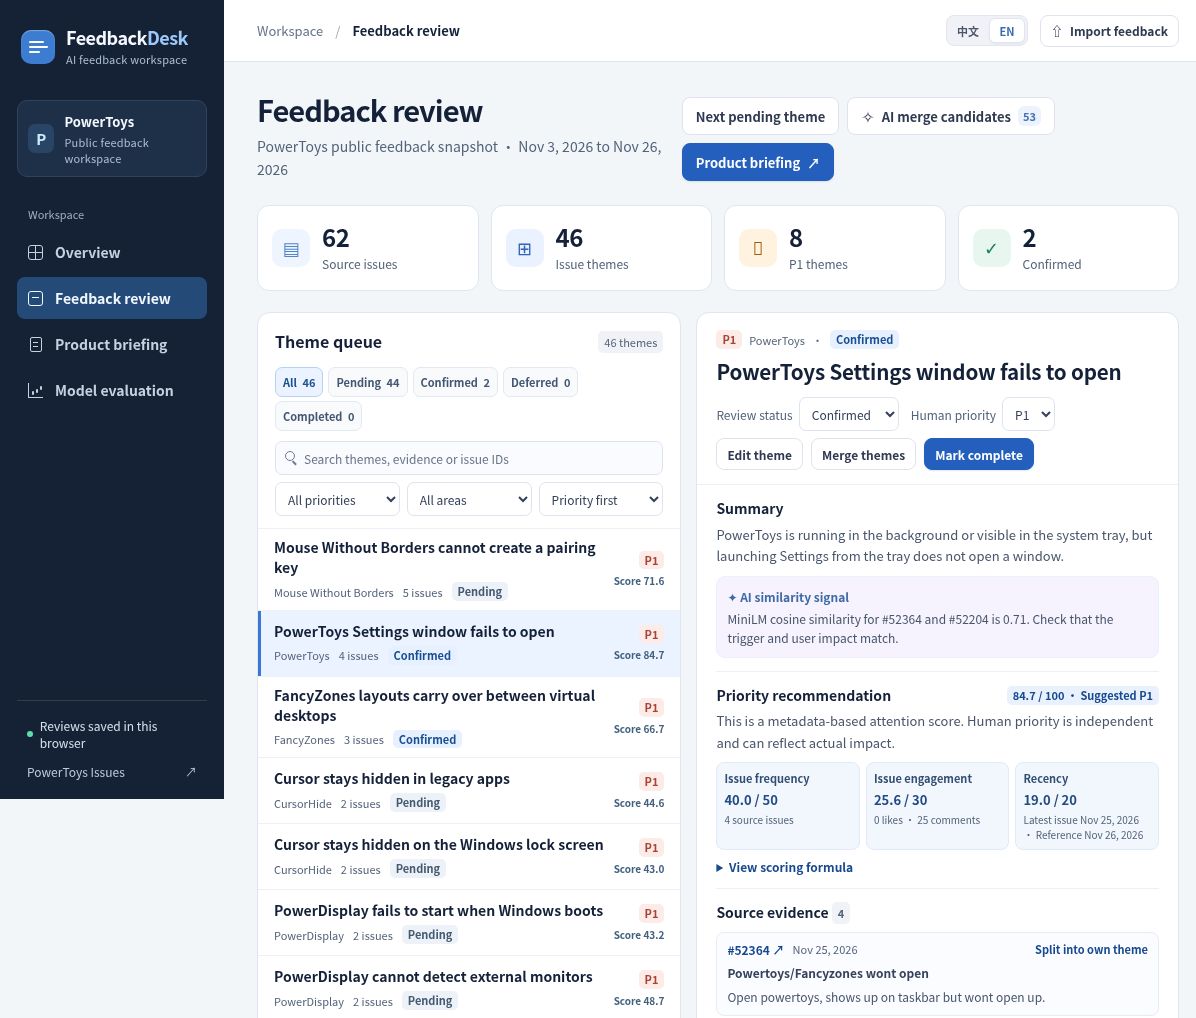 FeedbackDesk
AI feedback workspace
P
PowerToys
Public feedback
workspace
Workspace
Overview
Feedback review
Product briefing
Model evaluation
Reviews saved in this
browser
PowerToys Issues ↗
Workspace / Feedback review
中文 EN
⇧ Import feedback
Feedback review
PowerToys public feedback snapshot • Nov 3, 2026 to Nov 26,
2026
Next pending theme
✧ AI merge candidates 53
Product briefing ↗
62
Source issues
46
Issue themes
8
P1 themes
✓ 2
Confirmed
Theme queue
46 themes
All 46
Pending 44
Confirmed 2
Deferred 0
Completed 0
Search themes, evidence or issue IDs
All priorities
All areas
Priority first
Mouse Without Borders cannot create a pairing
key
Mouse Without Borders 5 issues Pending
P1
Score 71.6
PowerToys Settings window fails to open
PowerToys 4 issues Confirmed
P1
Score 84.7
FancyZones layouts carry over between virtual
desktops
FancyZones 3 issues Confirmed
P1
Score 66.7
Cursor stays hidden in legacy apps
CursorHide 2 issues Pending
P1
Score 44.6
Cursor stays hidden on the Windows lock screen
CursorHide 2 issues Pending
P1
Score 43.0
PowerDisplay fails to start when Windows boots
PowerDisplay 2 issues Pending
P1
Score 43.2
PowerDisplay cannot detect external monitors
PowerDisplay 2 issues Pending
P1
Score 48.7
P1 PowerToys • Confirmed
PowerToys Settings window fails to open
Review status Confirmed Human priority P1
Edit theme
Merge themes
Mark complete
Summary
PowerToys is running in the background or visible in the system tray, but
launching Settings from the tray does not open a window.
✦ AI similarity signal
MiniLM cosine similarity for #52364 and #52204 is 0.71. Check that the
trigger and user impact match.
Priority recommendation
84.7 / 100 • Suggested P1
This is a metadata-based attention score. Human priority is independent
and can reflect actual impact.
Issue frequency
40.0 / 50
4 source issues
Issue engagement
25.6 / 30
0 likes • 25 comments
Recency
19.0 / 20
Latest issue Nov 25, 2026
• Reference Nov 26, 2026
▶ View scoring formula
Source evidence 4
#52364 ↗ Nov 25, 2026
Split into own theme
Powertoys/Fancyzones wont open
Open powertoys, shows up on taskbar but wont open up.